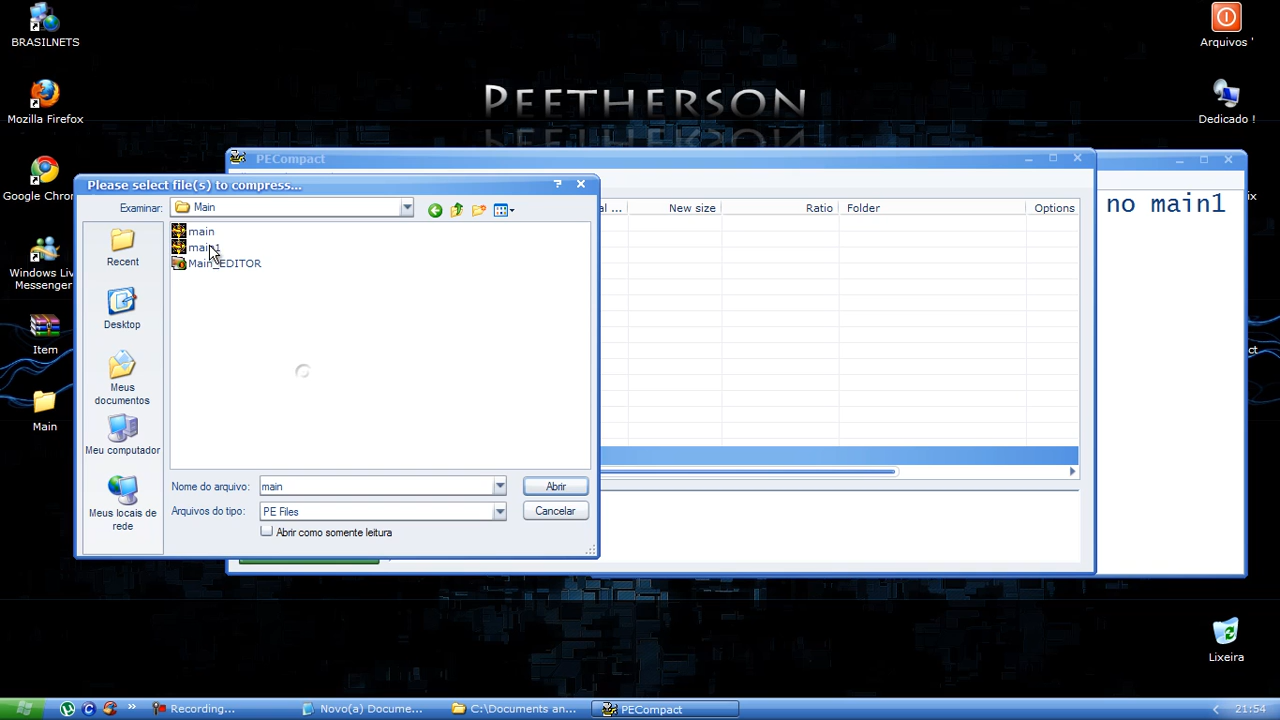 BRASILNETS
Mozilla Firefox
Google Chro
Windows Liv
Messenger
Item
Main
Arquivos '
Dedicado !
Lixeira
PEETHERSON
PECompact
New size
Ratio
Folder
Options
no main1
Please select file(s) to compress...
Examinar:
Main
main
main1
Main_EDITOR
Recent
Desktop
Meus
documentos
Meu computador
Meus locais de
rede
Nome do arquivo:
main
Abrir
Arquivos do tipo:
PE Files
Cancelar
Abrir como somente leitura
Recording...
Novo(a) Docume...
C:\Documents an...
PECompact
21:54